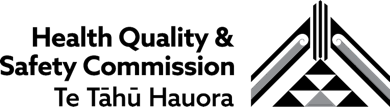 Health Quality &
Safety Commission
Te Tāhū Hauora